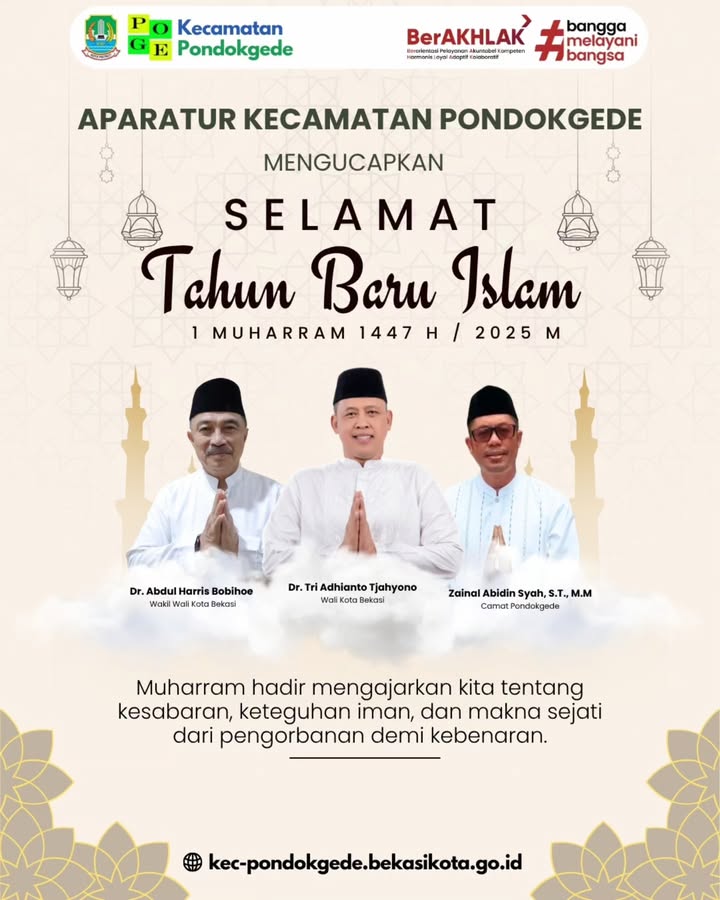 POGE
Kecamatan
Pondokgede
BerAKHLAK
Berorientasi Pelayanan Akuntabel Kompeten
Harmonis Loyal Adaptif Kolaboratif
#bangga
melayani
bangsa
APARATUR KECAMATAN PONDOKGEDE
MENGUCAPKAN
SELAMAT
Tahun Baru Islam
1 MUHARRAM 1447 H / 2025 M
Dr. Abdul Harris Bobihoe
Wakil Wali Kota Bekasi
Dr. Tri Adhianto Tjahyono
Wali Kota Bekasi
Zainal Abidin Syah, S.T., M.M
Camat Pondokgede
Muharram hadir mengajarkan kita tentang
kesabaran, keteguhan iman, dan makna sejati
dari pengorbanan demi kebenaran.
kec-pondokgede.bekasikota.go.id